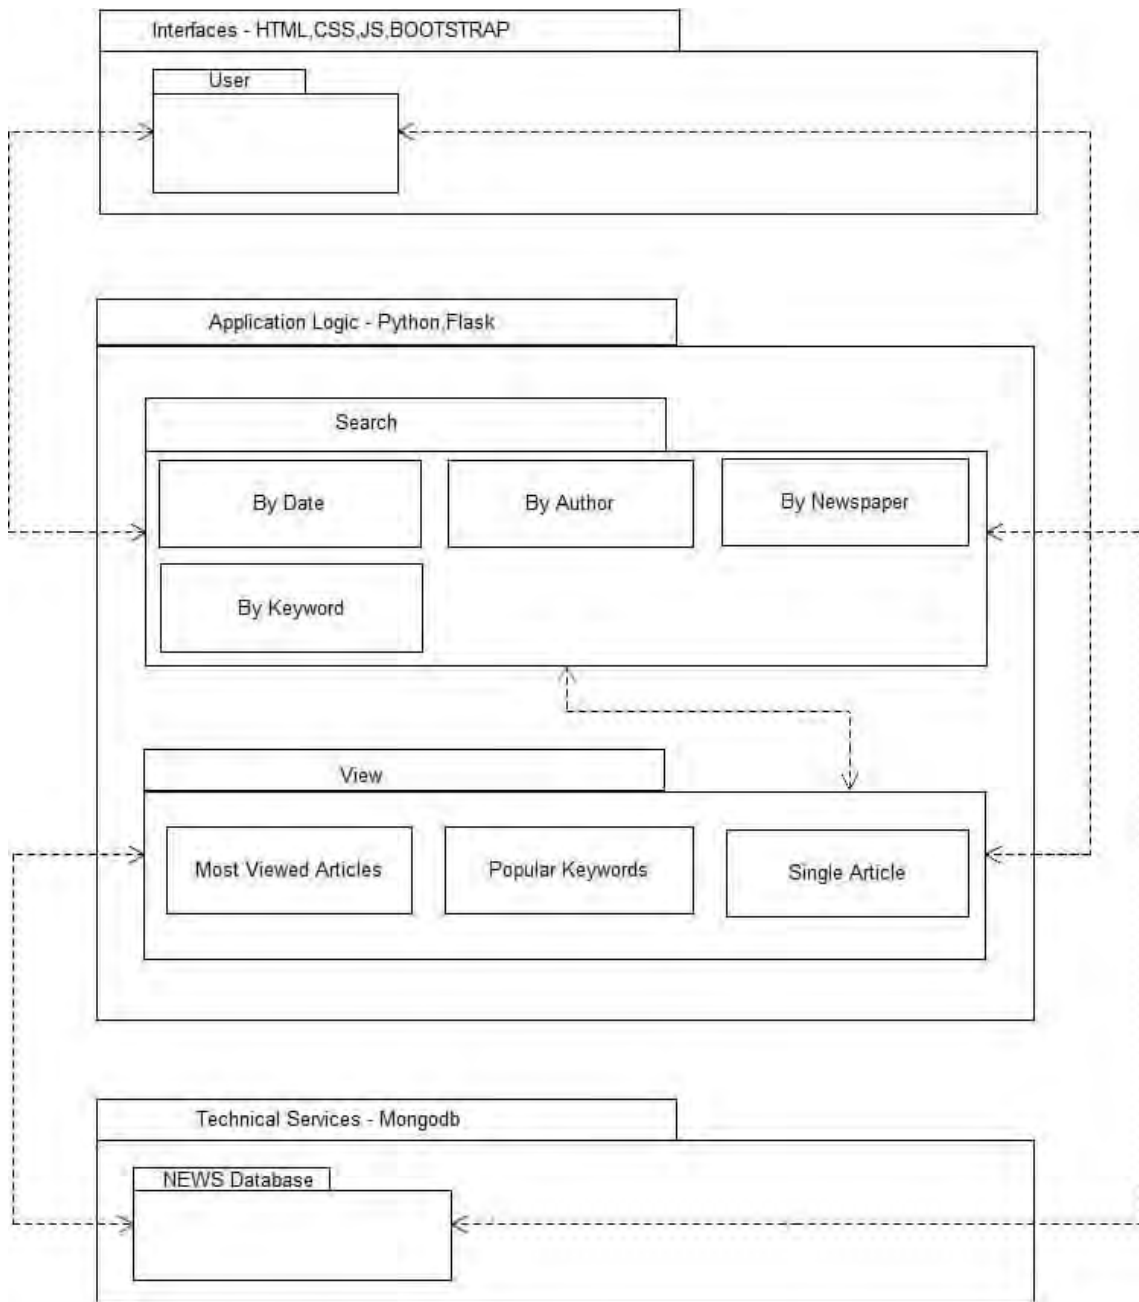 Interfaces - HTML,CSS,JS,BOOTSTRAP
User
Application Logic - Python,Flask
Search
By Date
By Author
By Newspaper
By Keyword
View
Most Viewed Articles
Popular Keywords
Single Article
Technical Services - Mongodb
NEWS Database